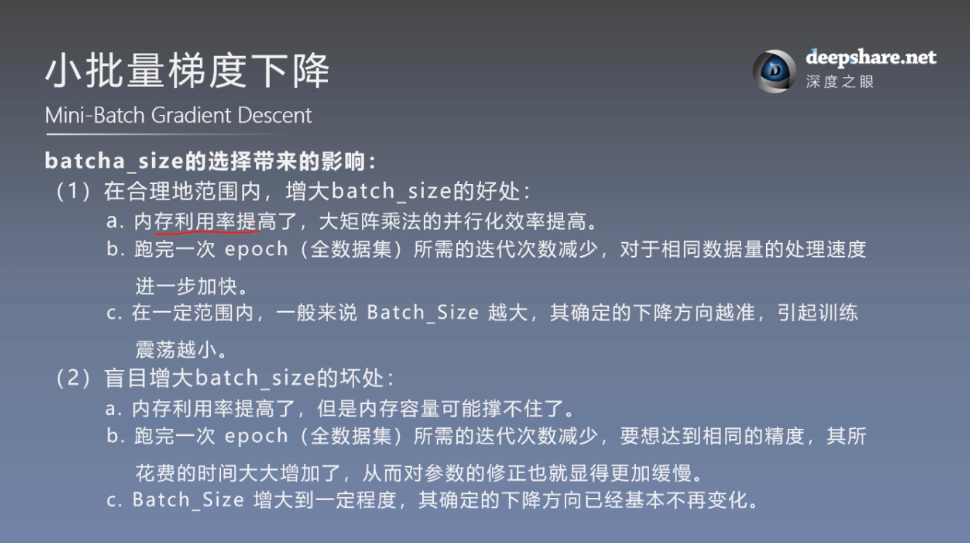 小批量梯度下降
Mini-Batch Gradient Descent
deepshare.net
深度之眼
batcha_size的选择带来的影响：
（1）在合理地范围内，增大batch_size的好处：
a. 内存利用率提高了，大矩阵乘法的并行化效率提高。
b. 跑完一次 epoch（全数据集）所需的迭代次数减少，对于相同数据量的处理速度
进一步加快。
c. 在一定范围内，一般来说 Batch_Size 越大，其确定的下降方向越准，引起训练
震荡越小。
（2）盲目增大batch_size的坏处：
a. 内存利用率提高了，但是内存容量可能撑不住了。
b. 跑完一次 epoch（全数据集）所需的迭代次数减少，要想达到相同的精度，其所
花费的时间大大增加了，从而对参数的修正也就显得更加缓慢。
c. Batch_Size 增大到一定程度，其确定的下降方向已经基本不再变化。